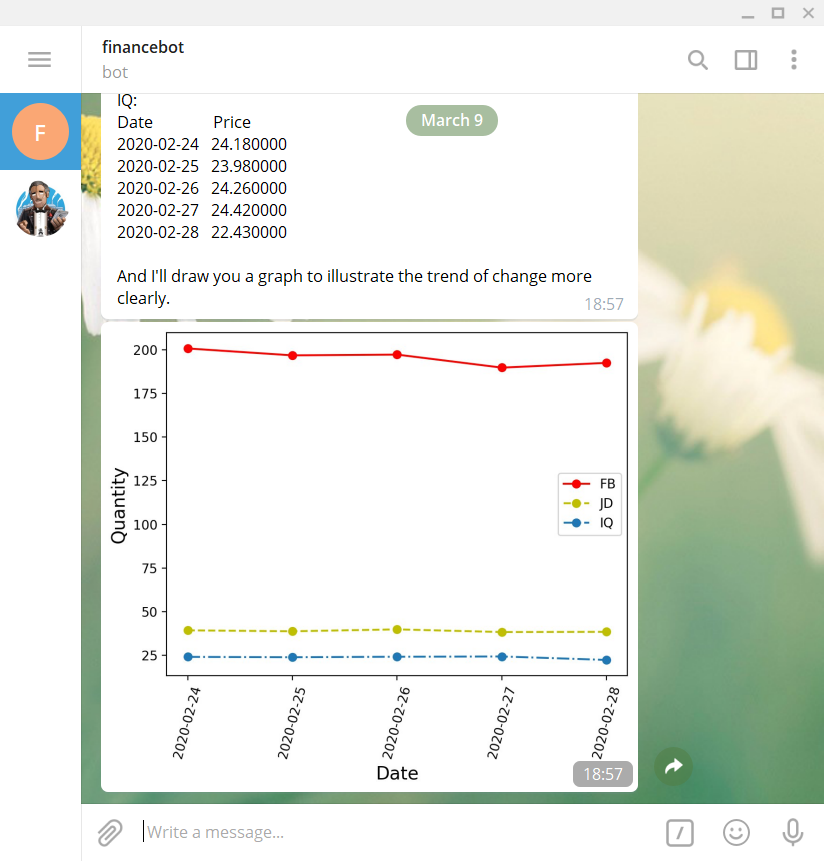 financebot
bot
F
March 9
IQ:
Date Price
2020-02-24 24.180000
2020-02-25 23.980000
2020-02-26 24.260000
2020-02-27 24.420000
2020-02-28 22.430000
And I'll draw you a graph to illustrate the trend of change more
clearly.
18:57
200
175
150
125
100
75
50
25
Quantity
FB
JD
IQ
2020-02-24
2020-02-25
2020-02-26
2020-02-27
2020-02-28
Date
18:57
Write a message...